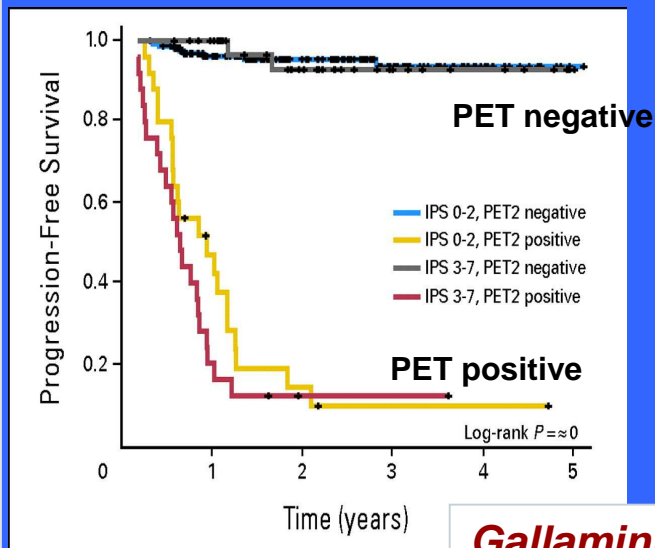 Progression-Free Survival
1.0
0.8
0.6
0.4
0.2
PET negative
IPS 0-2, PET2 negative
IPS 0-2, PET2 positive
IPS 3-7, PET2 negative
IPS 3-7, PET2 positive
PET positive
Log-rank P =≈0
0 1 2 3 4 5
Time (years)
Gallamin